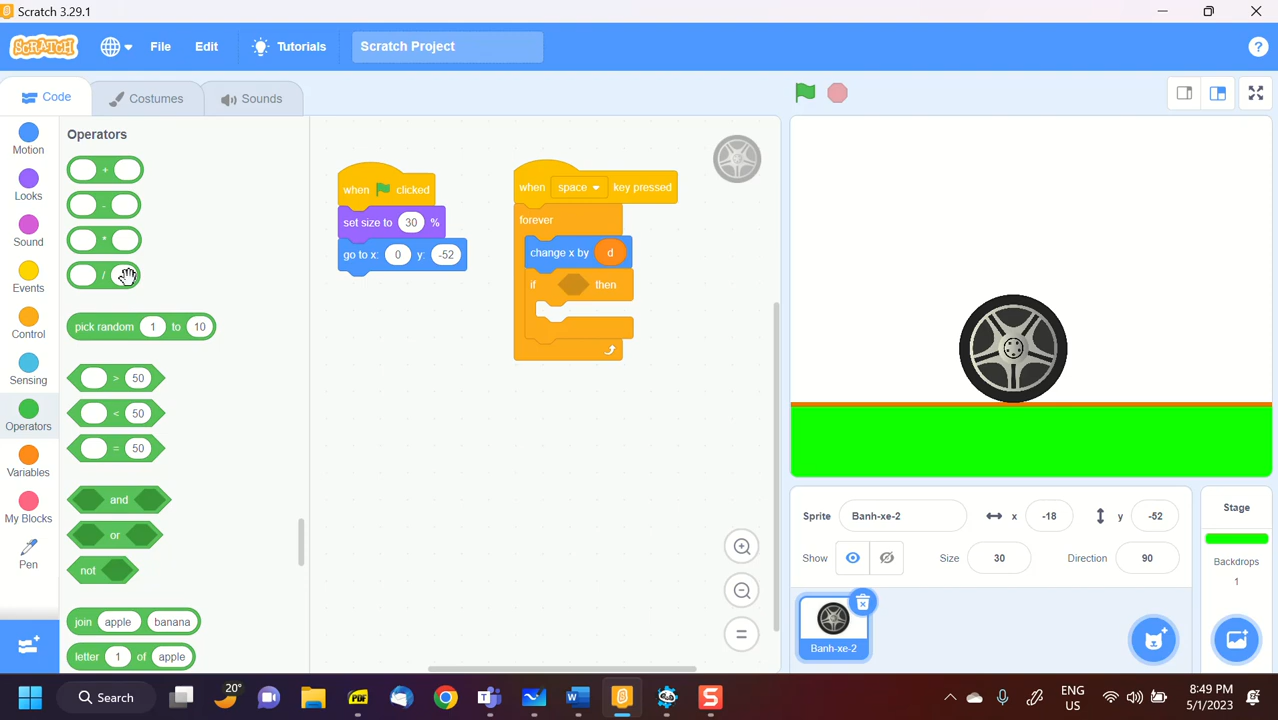 Scratch 3.29.1
SCRATCH
File
Edit
Tutorials
Scratch Project
?
Code
Costumes
Sounds
Motion
Looks
Sound
Events
Control
Sensing
Operators
Variables
My Blocks
Pen
Operators
+
-
*
/
pick random 1 to 10
> 50
< 50
= 50
and
or
not
join apple banana
letter 1 of apple
when clicked
set size to 30 %
go to x: 0 y: -52
when space key pressed
forever
change x by d
if then
Sprite Banh-xe-2 x -18 y -52
Show Size 30 Direction 90
Banh-xe-2
Stage
Backdrops
1
20°
Search
PDF
W
S
ENG
US
8:49 PM
5/1/2023